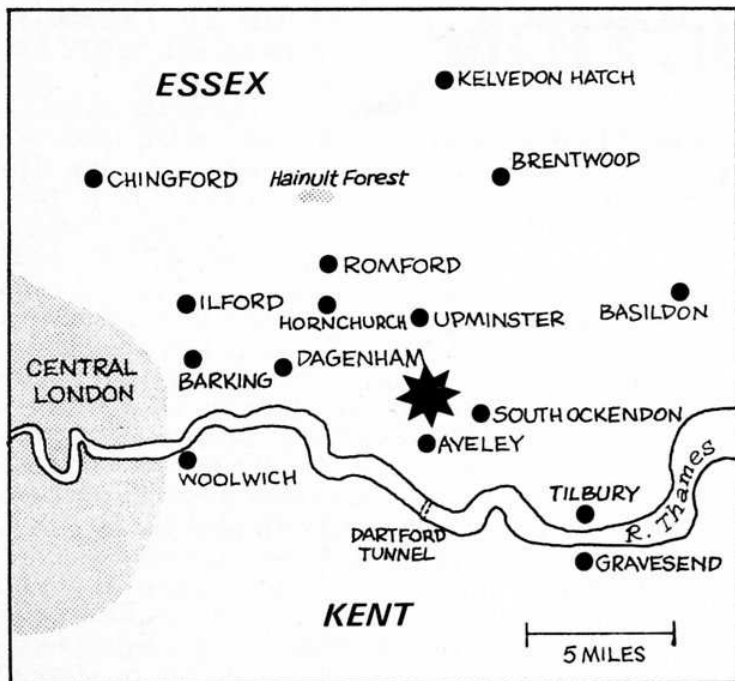 ESSEX
KELVEDON HATCH
BRENTWOOD
CHINGFORD
Hainult Forest
ROMFORD
ILFORD
HORNCHURCH
UPMINSTER
BASILDON
CENTRAL
LONDON
BARKING
DAGENHAM
SOUTH OCKENDON
AVELEY
WOOLWICH
R. Thames
TILBURY
DARTFORD
TUNNEL
GRAVESEND
KENT
5 MILES